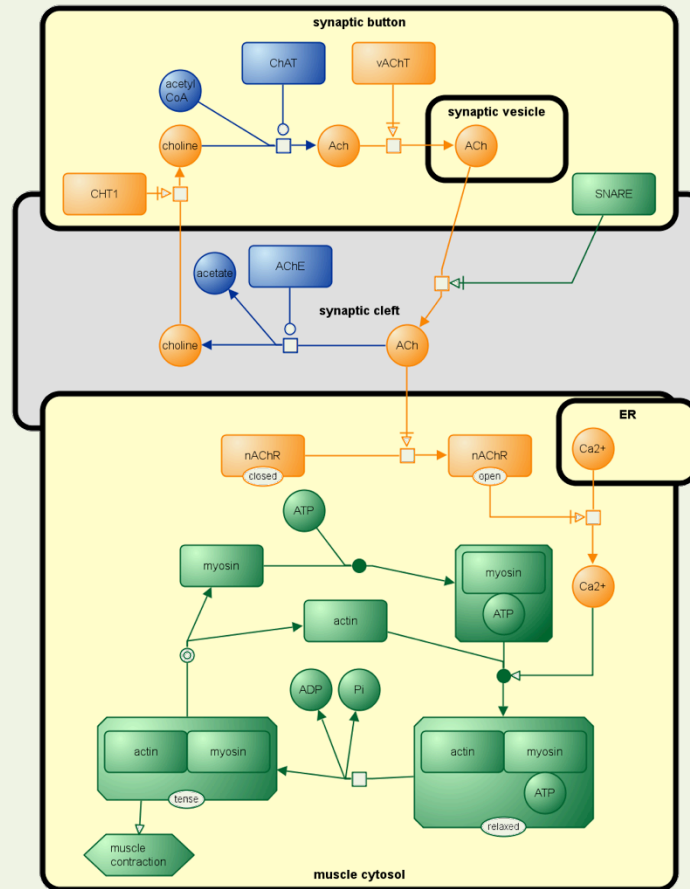 synaptic button
ChAT
vAChT
acetyl
CoA
synaptic vesicle
choline
Ach
ACh
CHT1
SNARE
AChE
acetate
synaptic cleft
choline
ACh
ER
nAChR
closed
nAChR
open
Ca2+
ATP
myosin
myosin
ATP
Ca2+
actin
ADP
Pi
actin
myosin
tense
actin
myosin
ATP
relaxed
muscle
contraction
muscle cytosol